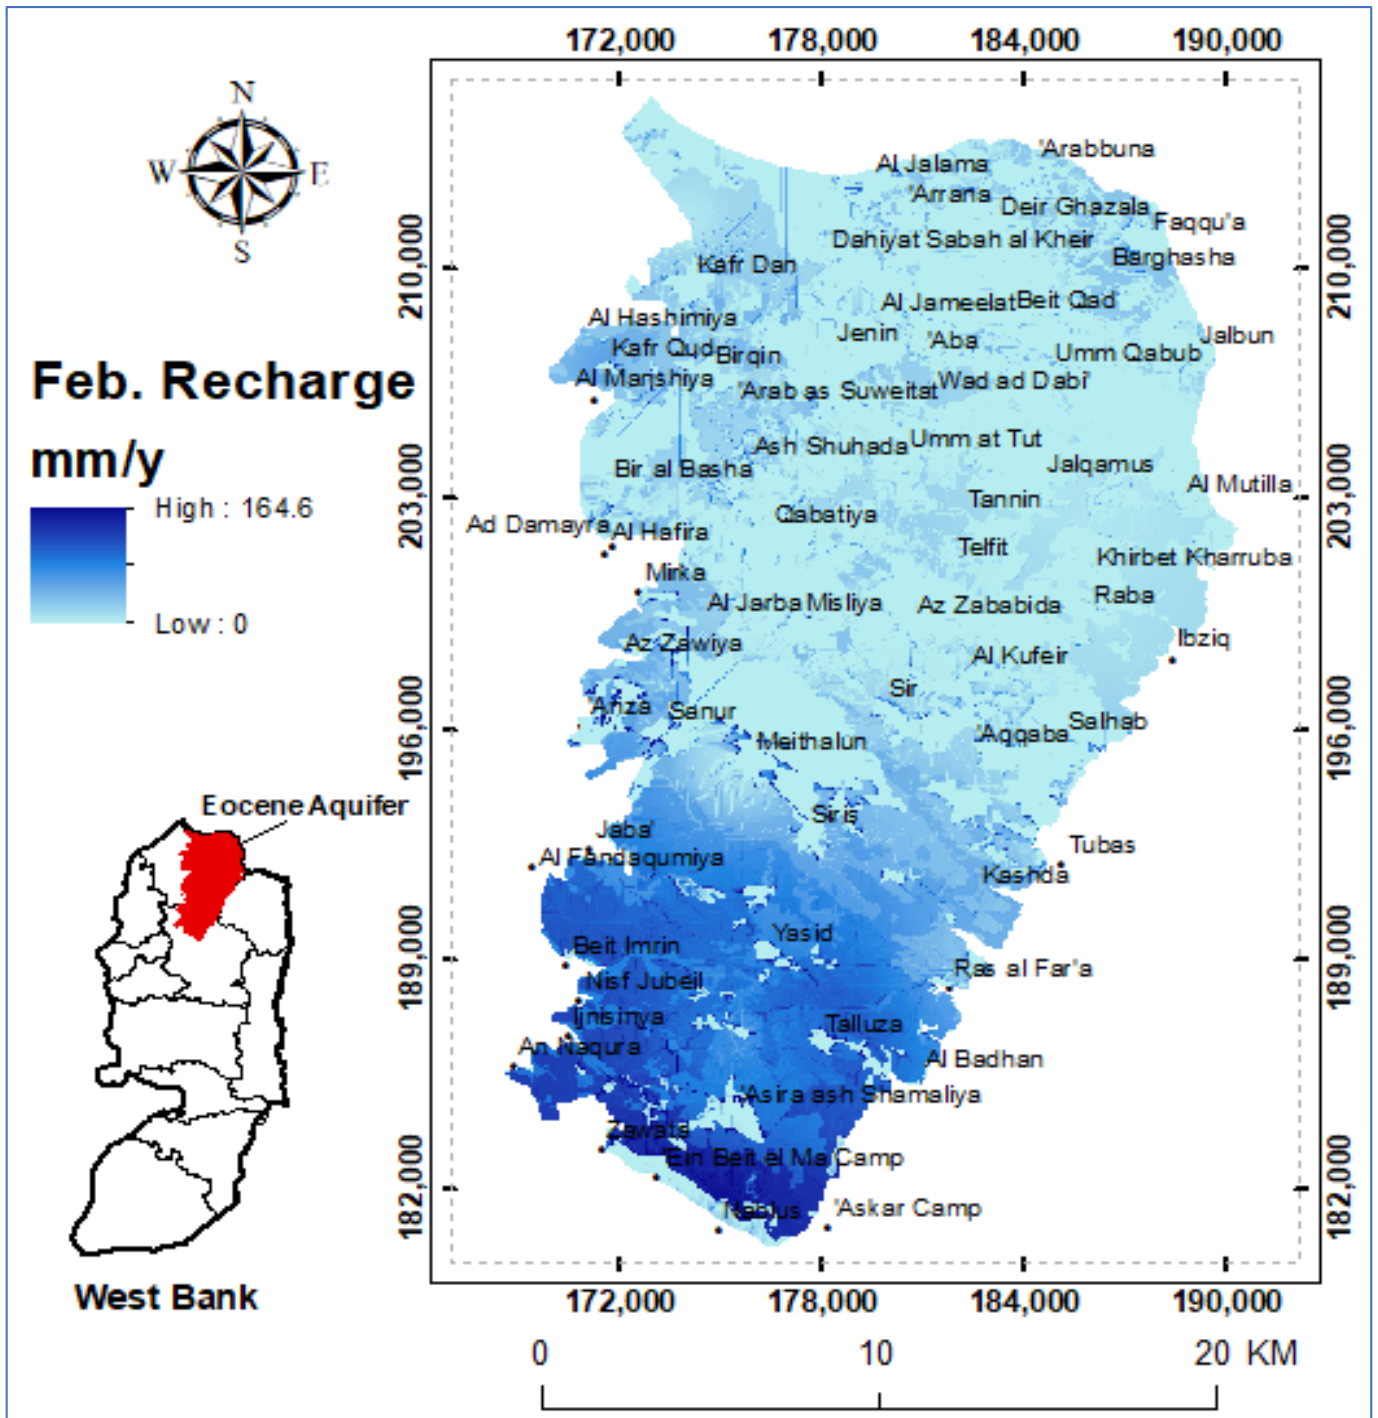 172,000 178,000 184,000 190,000
N
W E
S
210,000
203,000
196,000
189,000
182,000
210,000
203,000
196,000
189,000
182,000
Feb. Recharge
mm/y
High : 164.6
Low : 0
'Arabbuna
Al Jalama
'Arrana
Deir Ghazala
Faqqu'a
Dahiyat Sabah al Kheir
Barghasha
Kafr Dan
Al Jameelat Beit Qad
Al Hashimiya
Jenin 'Aba
Jalbun
Kafr Qud Birqin
Umm Qabub
Al Manshiya
'Arab as Suweitat Wad ad Dabi'
Ash Shuhada Umm at Tut
Bir al Basha
Jalqamus
Al Mutilla
Tannin
Qabatiya
Ad Damayra Al Hafira
Telfit
Khirbet Kharruba
Mirka
Al Jarba Misliya Az Zababida Raba
Az Zawiya
Ibziq
Al Kufeir
Sir
'Anza Sanur
Salhab
'Aqqaba
Meithalun
Siris
Jaba'
Tubas
Al Fandaqumiya
Kashda
Yasid
Beit Imrin
Ras al Far'a
Nisf Jubeil
Ijnisinya
Talluza
An Naqura
Al Badhan
'Asira ash Shamaliya
Zawata
'Ein Beit el Ma Camp
Nablus 'Askar Camp
Eocene Aquifer
West Bank
172,000 178,000 184,000 190,000
0 10 20 KM